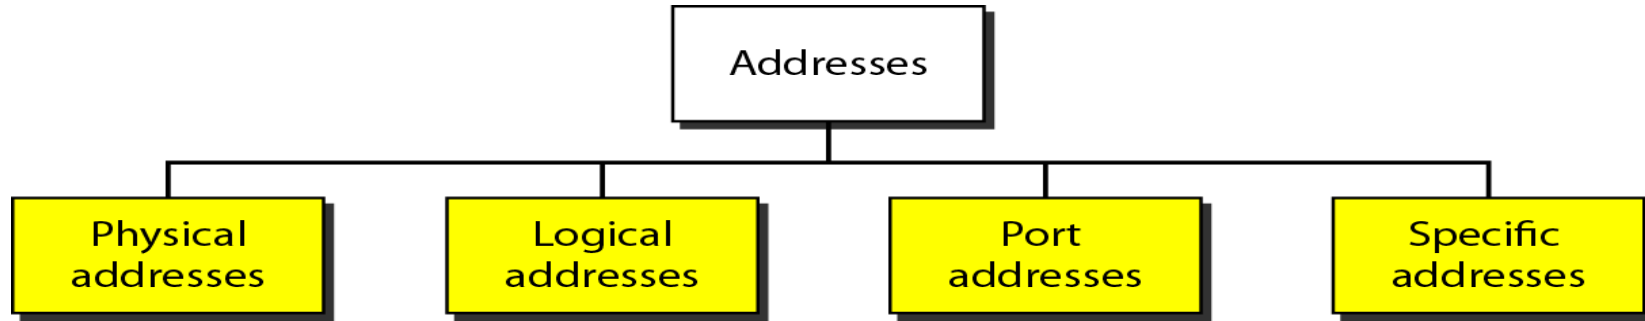 Addresses
Physical
addresses
Logical
addresses
Port
addresses
Specific
addresses